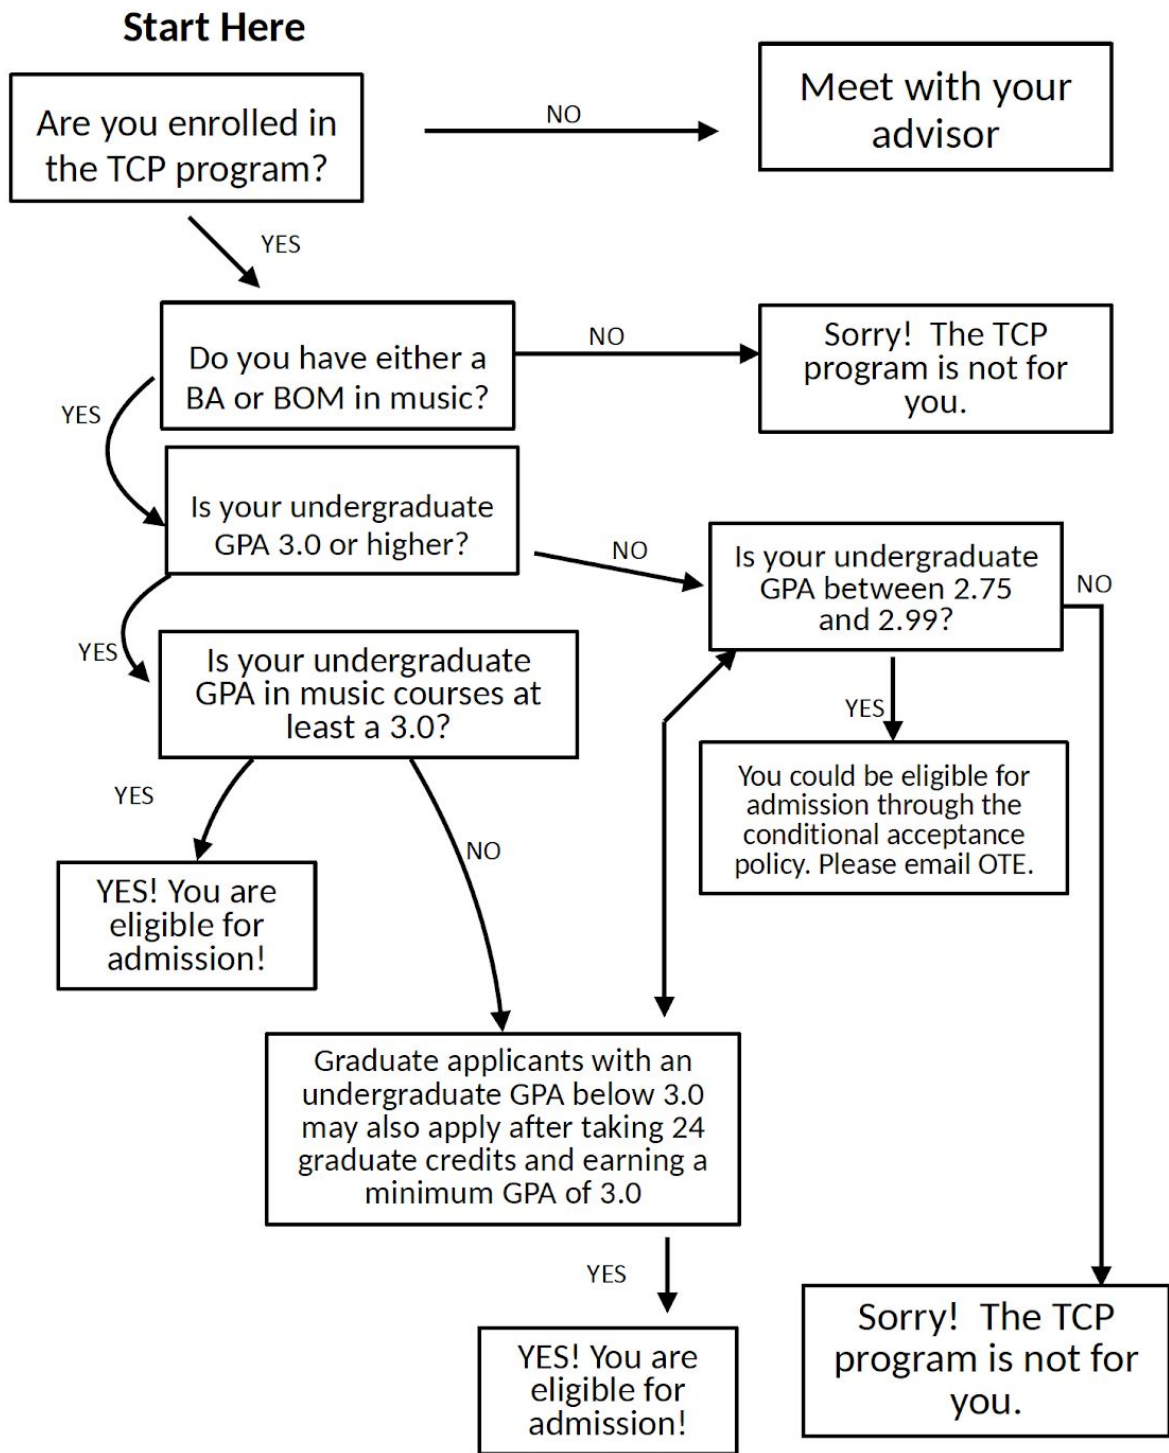 Start Here
Are you enrolled in
the TCP program?
NO
Meet with your
advisor
YES
Do you have either a
BA or BOM in music?
NO
Sorry!  The TCP
program is not for
you.
YES
Is your undergraduate
GPA 3.0 or higher?
NO
Is your undergraduate
GPA between 2.75
and 2.99?
NO
YES
Is your undergraduate
GPA in music courses at
least a 3.0?
YES
You could be eligible for
admission through the
conditional acceptance
policy. Please email OTE.
YES
NO
YES! You are
eligible for
admission!
Graduate applicants with an
undergraduate GPA below 3.0
may also apply after taking 24
graduate credits and earning a
minimum GPA of 3.0
YES
YES! You are
eligible for
admission!
Sorry!  The TCP
program is not for
you.